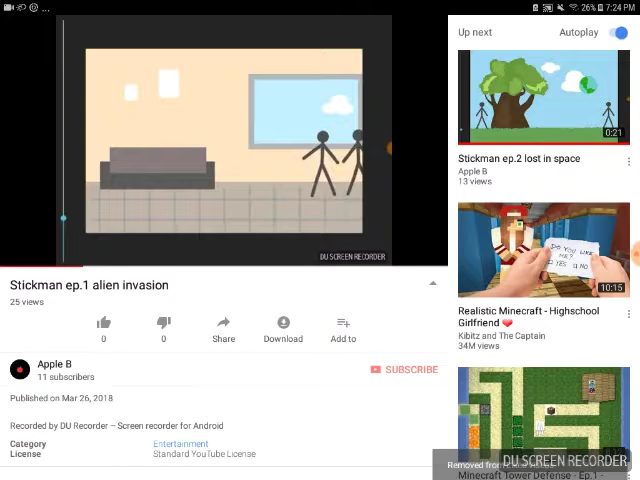 ... 26% 7:24 PM
Up next Autoplay
0:21
Stickman ep.2 lost in space
Apple B
13 views
DO YOU LIKE
ME?
YES NO
10:15
Realistic Minecraft - Highschool
Girlfriend ❤
Kibitz and The Captain
34M views
DU SCREEN RECORDER
Stickman ep.1 alien invasion
25 views
0 0 Share Download Add to
Apple B
11 subscribers
SUBSCRIBE
Published on Mar 26, 2018
Recorded by DU Recorder – Screen recorder for Android
Category Entertainment
License Standard YouTube License
Removed from
DU SCREEN RECORDER
Minecraft Tower Defense - Ep.1 -